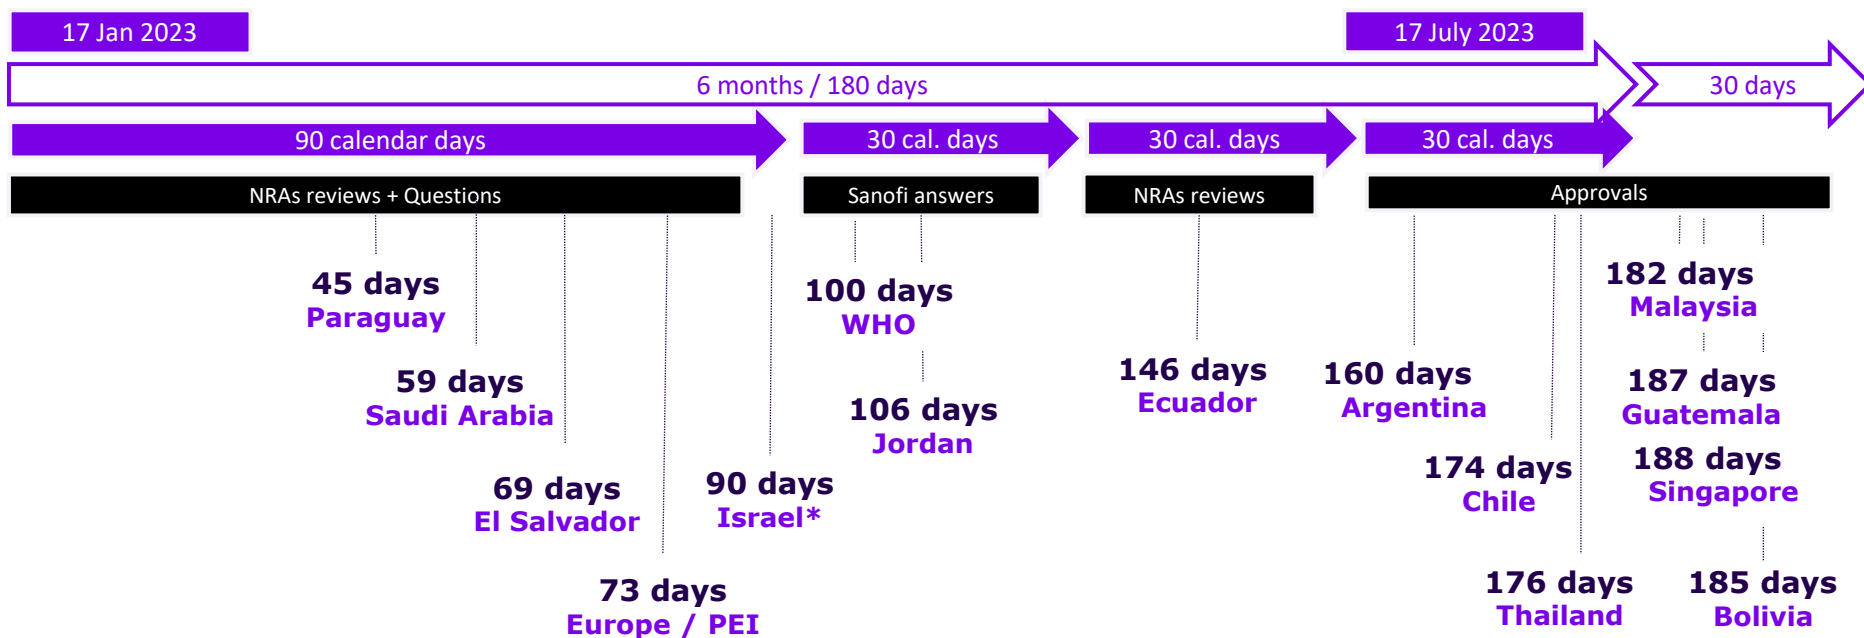 17 Jan 2023
17 July 2023
6 months / 180 days
30 days
90 calendar days
30 cal. days
30 cal. days
30 cal. days
NRAs reviews + Questions
Sanofi answers
NRAs reviews
Approvals
45 days
Paraguay
59 days
Saudi Arabia
69 days
El Salvador
73 days
Europe / PEI
90 days
Israel*
100 days
WHO
106 days
Jordan
146 days
Ecuador
160 days
Argentina
174 days
Chile
176 days
Thailand
182 days
Malaysia
187 days
Guatemala
188 days
Singapore
185 days
Bolivia